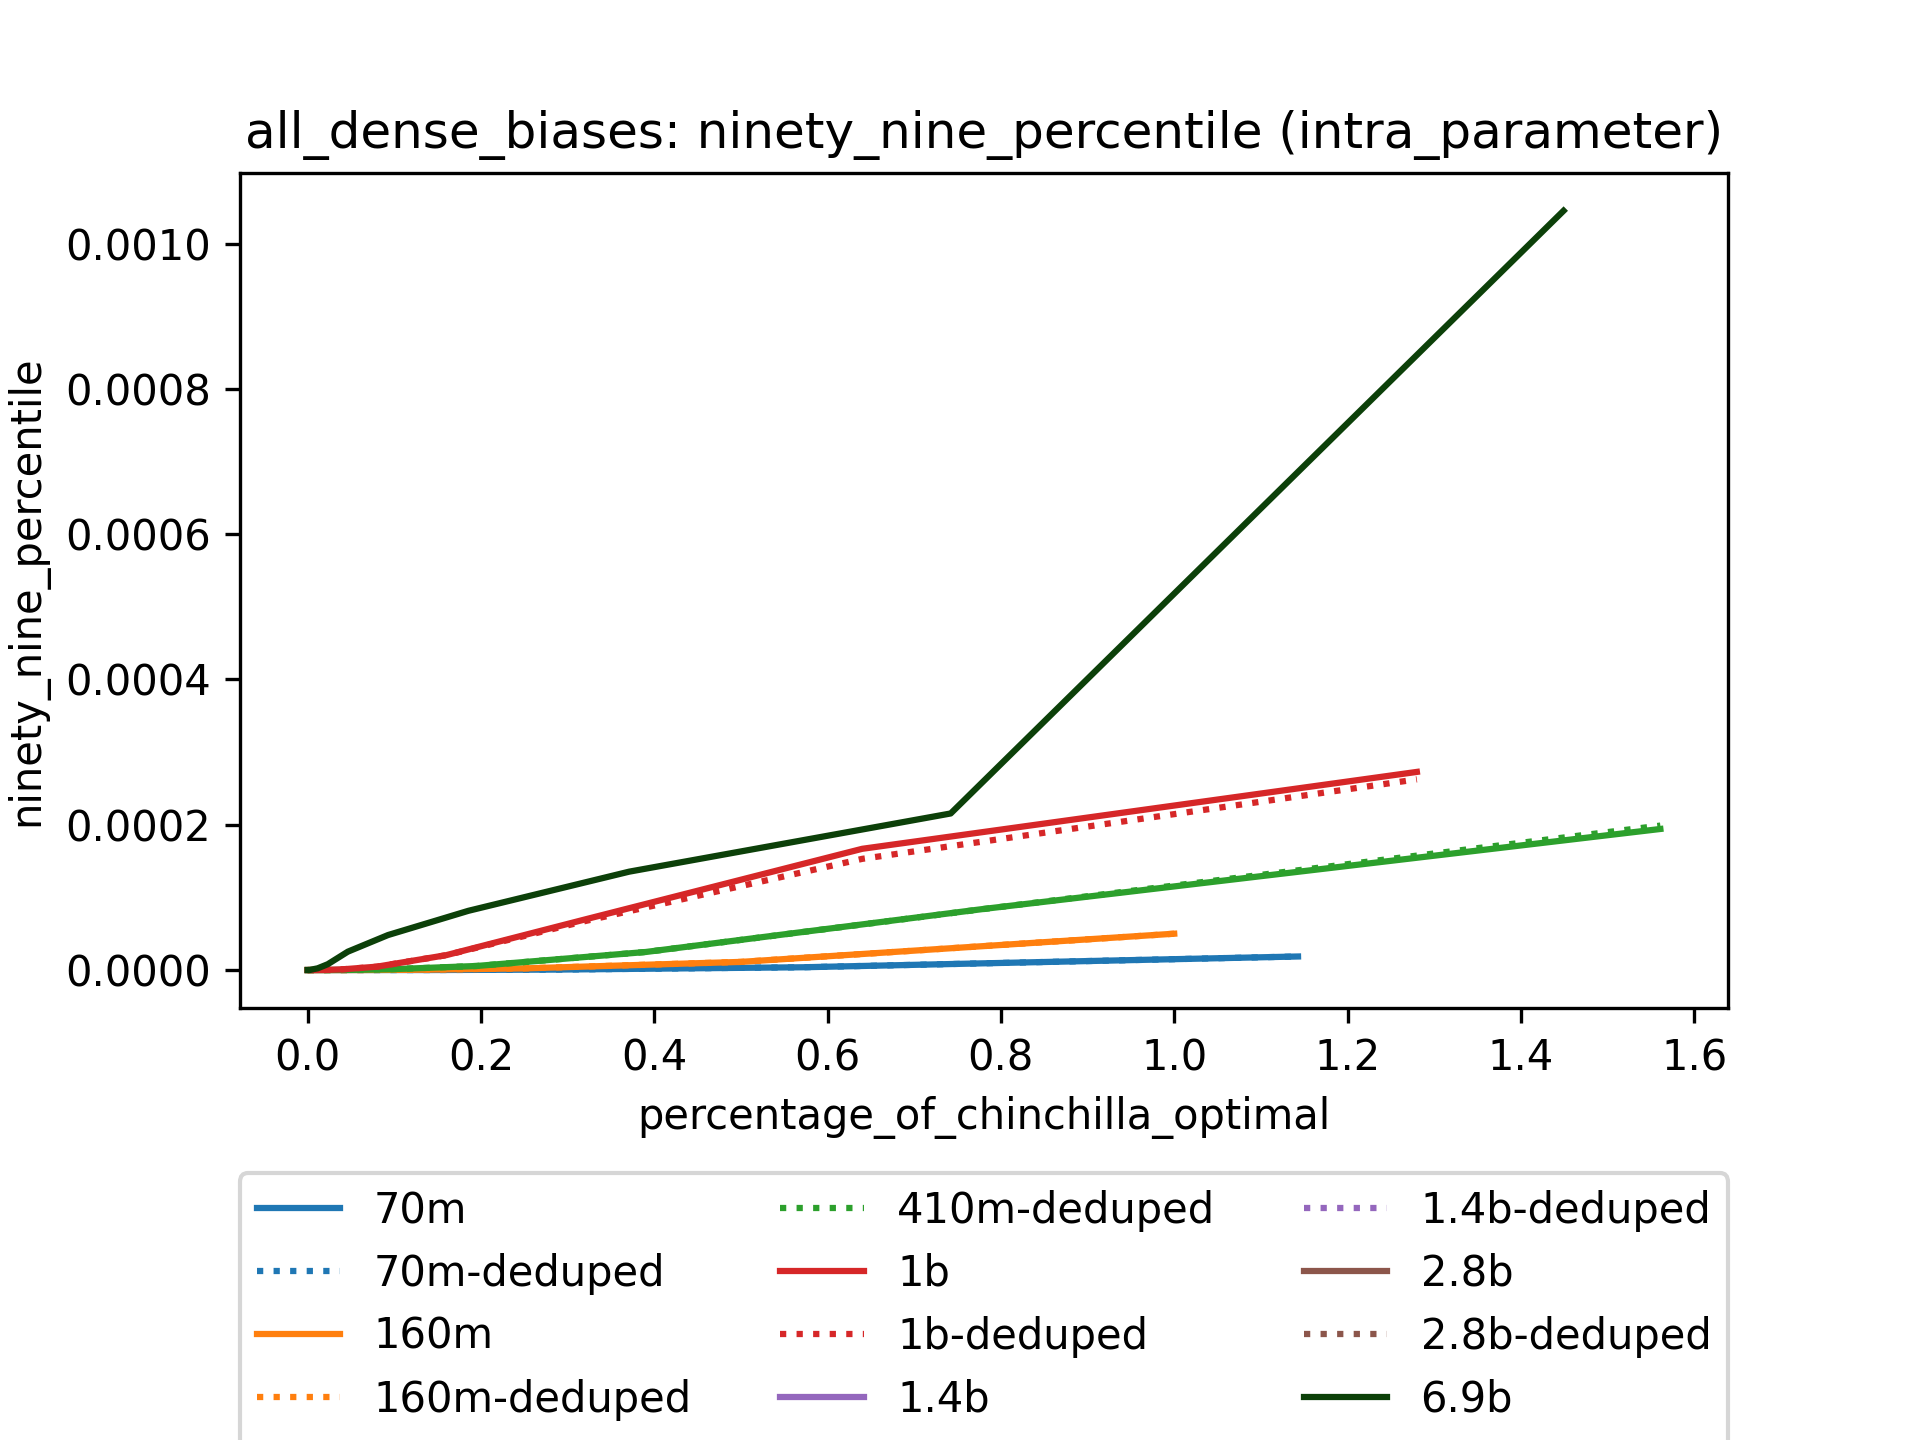 all_dense_biases: ninety_nine_percentile (intra_parameter)
ninety_nine_percentile
0.0010
0.0008
0.0006
0.0004
0.0002
0.0000
0.0 0.2 0.4 0.6 0.8 1.0 1.2 1.4 1.6
percentage_of_chinchilla_optimal
70m
70m-deduped
160m
160m-deduped
410m-deduped
1b
1b-deduped
1.4b
1.4b-deduped
2.8b
2.8b-deduped
6.9b